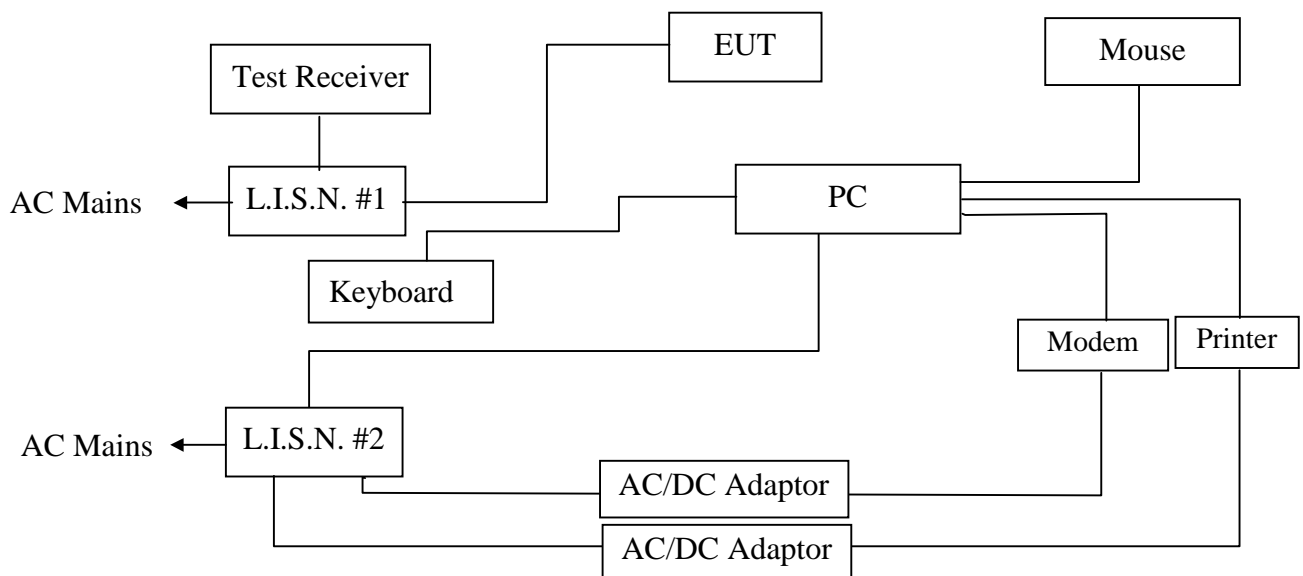 EUT
Mouse
Test Receiver
AC Mains
L.I.S.N. #1
PC
Keyboard
Modem
Printer
AC Mains
L.I.S.N. #2
AC/DC Adaptor
AC/DC Adaptor